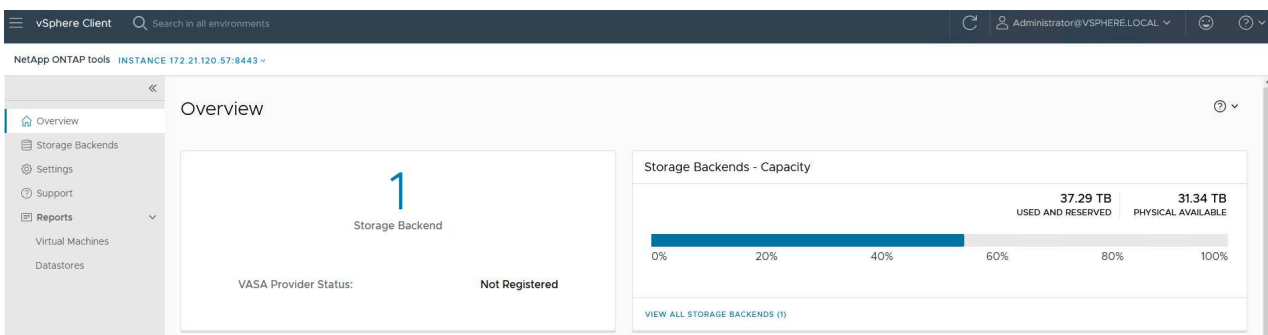 vSphere Client Search in all environments Administrator@VSPHERE.LOCAL
NetApp ONTAP tools INSTANCE 172.21.120.57:8443
Overview
Storage Backends
Settings
Support
Reports
Virtual Machines
Datastores
Overview
1
Storage Backend
VASA Provider Status: Not Registered
Storage Backends - Capacity
37.29 TB 31.34 TB
USED AND RESERVED PHYSICAL AVAILABLE
0% 20% 40% 60% 80% 100%
VIEW ALL STORAGE BACKENDS (1)